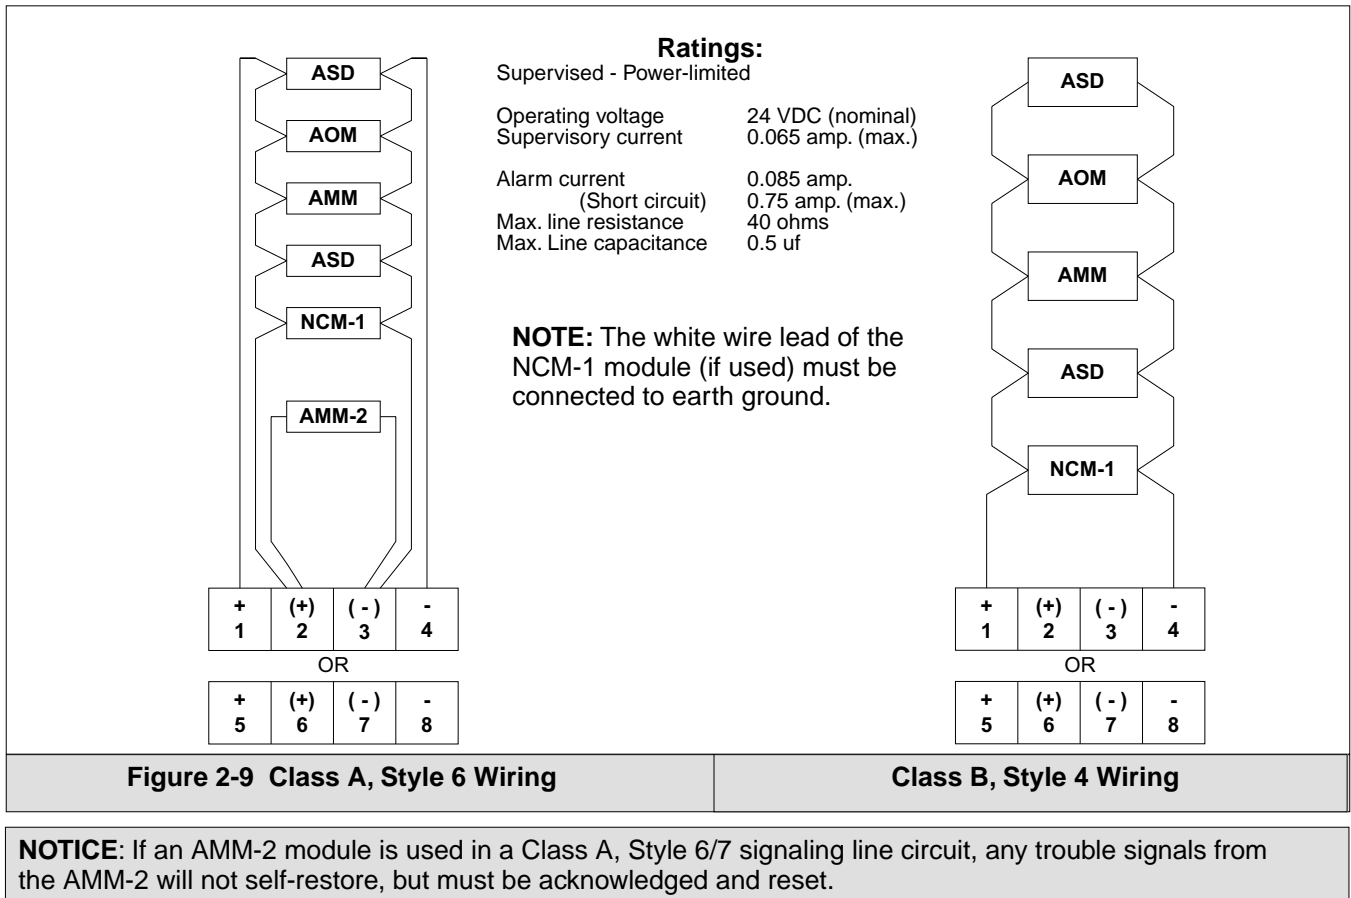 ASD
AOM
AMM
ASD
NCM-1
AMM-2
+ (+) ( - ) -
1 2 3 4
OR
+ (+) ( - ) -
5 6 7 8
Ratings:
Supervised - Power-limited
Operating voltage 24 VDC (nominal)
Supervisory current 0.065 amp. (max.)
Alarm current 0.085 amp.
(Short circuit) 0.75 amp. (max.)
Max. line resistance 40 ohms
Max. Line capacitance 0.5 uf
NOTE: The white wire lead of the
NCM-1 module (if used) must be
connected to earth ground.
ASD
AOM
AMM
ASD
NCM-1
+ (+) ( - ) -
1 2 3 4
OR
+ (+) ( - ) -
5 6 7 8
Figure 2-9 Class A, Style 6 Wiring
Class B, Style 4 Wiring
NOTICE: If an AMM-2 module is used in a Class A, Style 6/7 signaling line circuit, any trouble signals from
the AMM-2 will not self-restore, but must be acknowledged and reset.